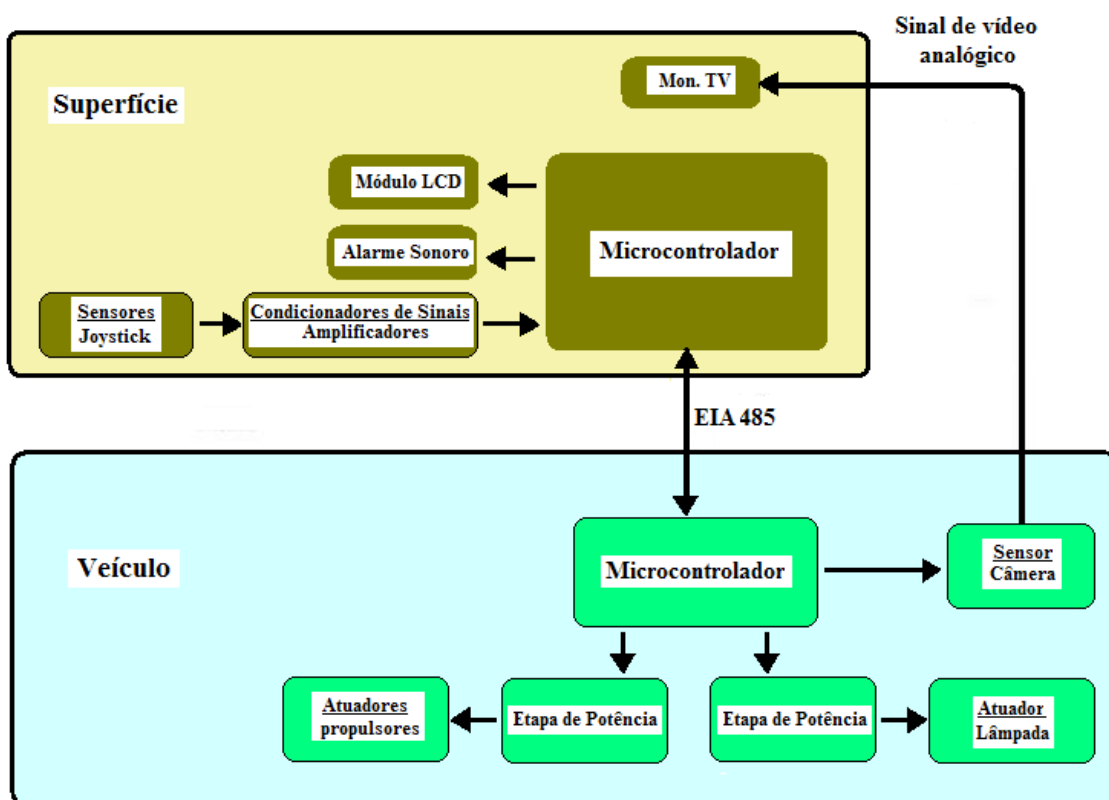 Sinal de vídeo
analógico
Superfície
Mon. TV
Módulo LCD
Alarme Sonoro
Microcontrolador
Sensores
Joystick
Condicionadores de Sinais
Amplificadores
EIA 485
Veículo
Microcontrolador
Sensor
Câmera
Atuadores
propulsores
Etapa de Potência
Etapa de Potência
Atuador
Lâmpada